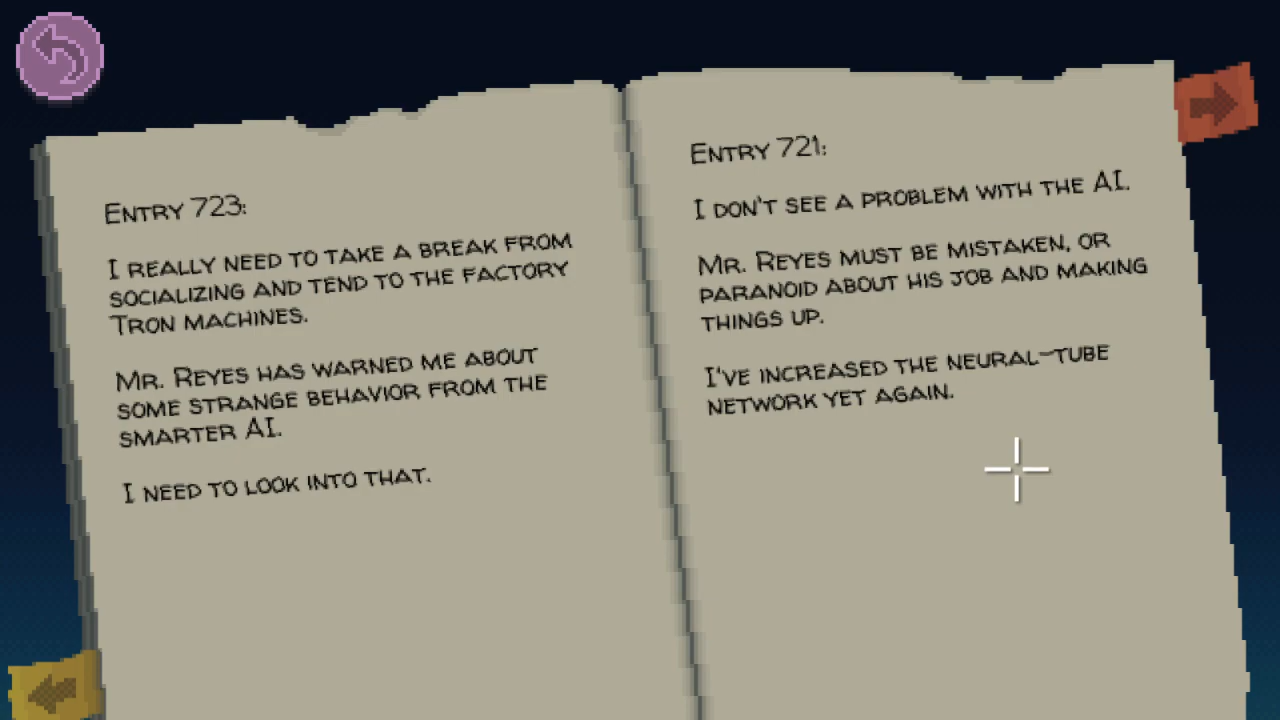 Entry 723:
I really need to take a break from
socializing and tend to the factory
Tron machines.
Mr. Reyes has warned me about
some strange behavior from the
smarter AI.
I need to look into that.
Entry 721:
I don't see a problem with the AI.
Mr. Reyes must be mistaken, or
paranoid about his job and making
things up.
I've increased the neural-tube
network yet again.